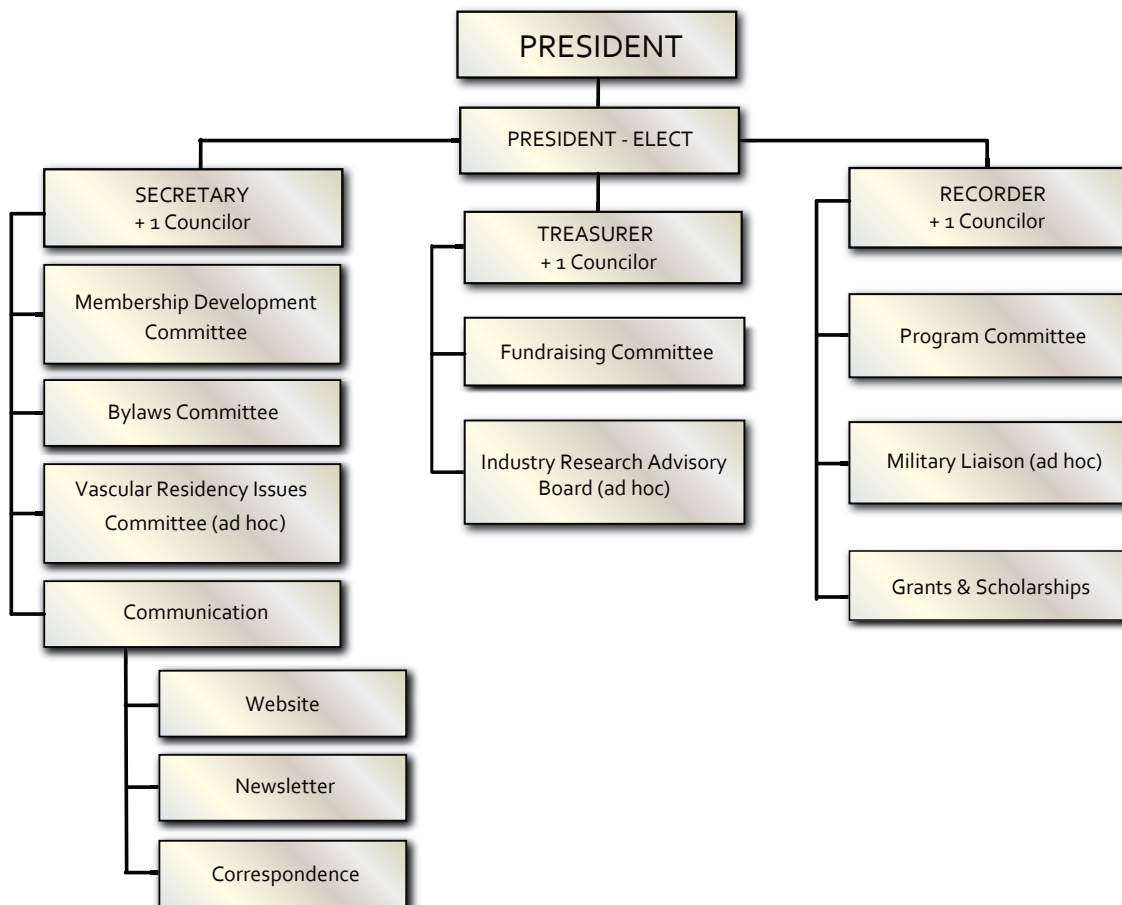 PRESIDENT
PRESIDENT - ELECT
SECRETARY
+ 1 Councilor
Membership Development
Committee
Bylaws Committee
Vascular Residency Issues
Committee (ad hoc)
Communication
Website
Newsletter
Correspondence
TREASURER
+ 1 Councilor
Fundraising Committee
Industry Research Advisory
Board (ad hoc)
RECORDER
+ 1 Councilor
Program Committee
Military Liaison (ad hoc)
Grants & Scholarships